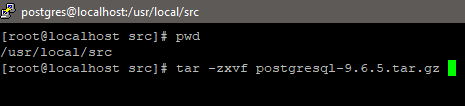 postgres@localhost:/usr/local/src
[root@localhost src]# pwd
/usr/local/src
[root@localhost src]# tar -zxvf postgresql-9.6.5.tar.gz